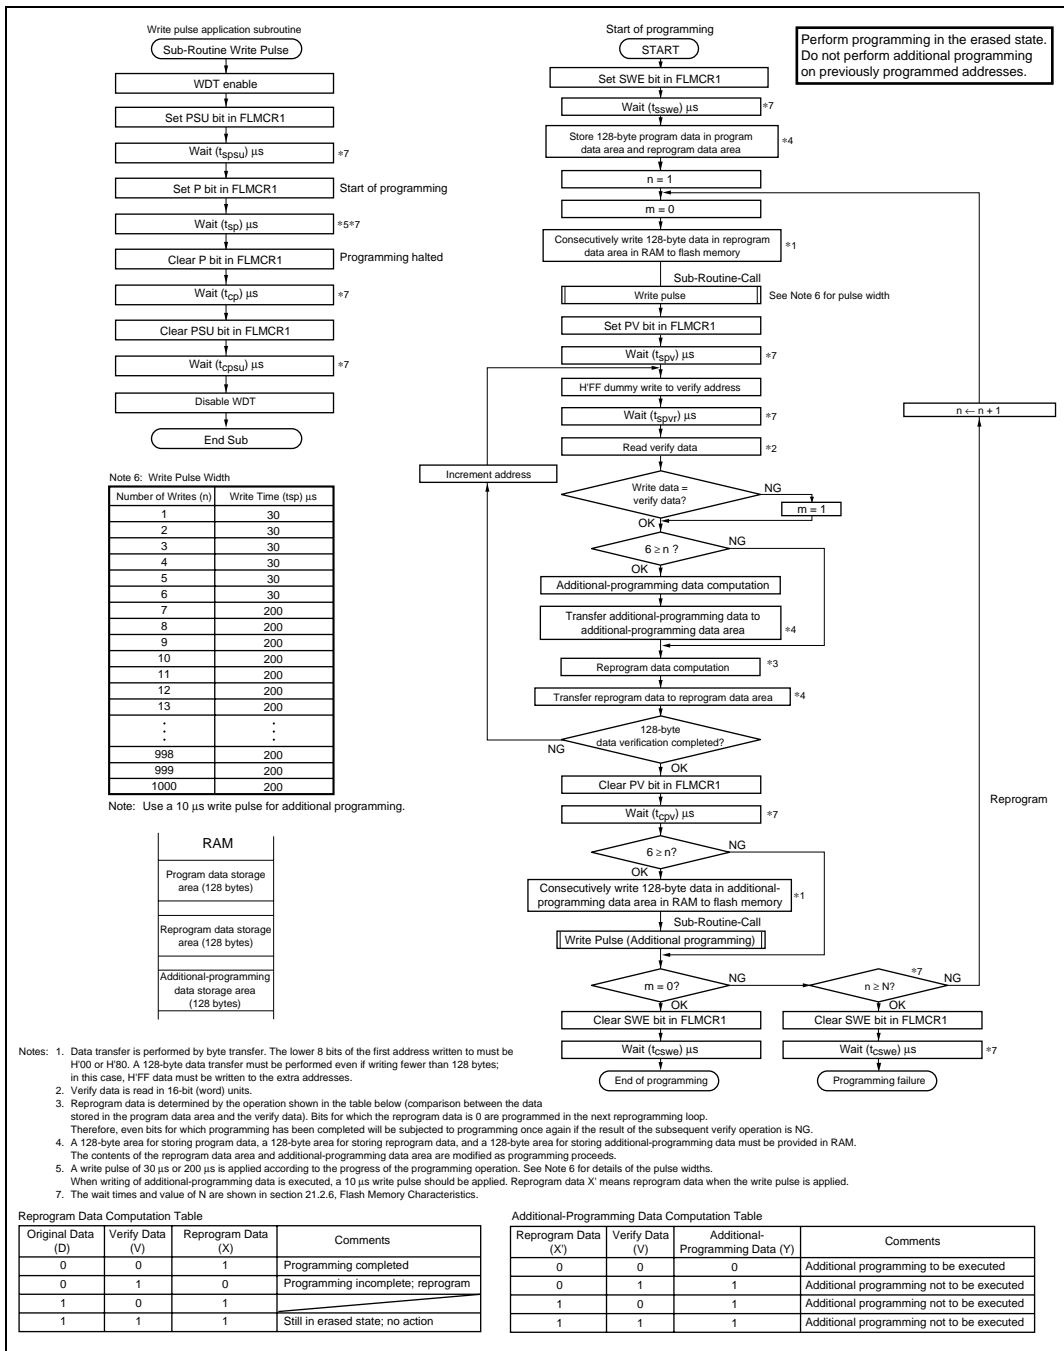 Write pulse application subroutine
Sub-Routine Write Pulse
WDT enable
Set PSU bit in FLMCR1
Wait (tspsu) μs
*7
Set P bit in FLMCR1
Start of programming
Wait (tsp) μs
*5*7
Clear P bit in FLMCR1
Programming halted
Wait (tcp) μs
*7
Clear PSU bit in FLMCR1
Wait (tcpsu) μs
*7
Disable WDT
End Sub
Note 6: Write Pulse Width
Number of Writes (n) Write Time (tsp) μs
1 30
2 30
3 30
4 30
5 30
6 30
7 200
8 200
9 200
10 200
11 200
12 200
13 200
998 200
999 200
1000 200
Note: Use a 10 μs write pulse for additional programming.
RAM
Program data storage
area (128 bytes)
Reprogram data storage
area (128 bytes)
Additional-programming
data storage area
(128 bytes)
Start of programming
START
Perform programming in the erased state.
Do not perform additional programming
on previously programmed addresses.
Set SWE bit in FLMCR1
Wait (tsswe) μs
*7
Store 128-byte program data in program
data area and reprogram data area
*4
n = 1
m = 0
Consecutively write 128-byte data in reprogram
data area in RAM to flash memory
*1
Sub-Routine-Call
Write pulse
See Note 6 for pulse width
Set PV bit in FLMCR1
Wait (tspv) μs
*7
H'FF dummy write to verify address
n ← n + 1
Wait (tspvr) μs
*7
Read verify data
*2
Increment address
Write data =
verify data?
NG
m = 1
OK
6 ≥ n ?
NG
OK
Additional-programming data computation
Transfer additional-programming data to
additional-programming data area
*4
Reprogram data computation
*3
Transfer reprogram data to reprogram data area
*4
128-byte
data verification completed?
NG
OK
Clear PV bit in FLMCR1
Reprogram
Wait (tcpv) μs
*7
6 ≥ n?
NG
OK
Consecutively write 128-byte data in additional-
programming data area in RAM to flash memory
*1
Sub-Routine-Call
Write Pulse (Additional programming)
m = 0?
NG
n ≥ N?
*7
NG
OK
OK
Clear SWE bit in FLMCR1
Clear SWE bit in FLMCR1
Wait (tcswe) μs
Wait (tcswe) μs
*7
End of programming
Programming failure
Notes: 1. Data transfer is performed by byte transfer. The lower 8 bits of the first address written to must be
H'00 or H'80. A 128-byte data transfer must be performed even if writing fewer than 128 bytes;
in this case, H'FF data must be written to the extra addresses.
2. Verify data is read in 16-bit (word) units.
3. Reprogram data is determined by the operation shown in the table below (comparison between the data
stored in the program data area and the verify data). Bits for which the reprogram data is 0 are programmed in the next reprogramming loop.
Therefore, even bits for which programming has been completed will be subjected to programming once again if the result of the subsequent verify operation is NG.
4. A 128-byte area for storing program data, a 128-byte area for storing reprogram data, and a 128-byte area for storing additional-programming data must be provided in RAM.
The contents of the reprogram data area and additional-programming data area are modified as programming proceeds.
5. A write pulse of 30 μs or 200 μs is applied according to the progress of the programming operation. See Note 6 for details of the pulse widths.
When writing of additional-programming data is executed, a 10 μs write pulse should be applied. Reprogram data X' means reprogram data when the write pulse is applied.
7. The wait times and value of N are shown in section 21.2.6, Flash Memory Characteristics.
Reprogram Data Computation Table
Original Data (D) Verify Data (V) Reprogram Data (X) Comments
0 0 1 Programming completed
0 1 0 Programming incomplete; reprogram
1 0 1
1 1 1 Still in erased state; no action
Additional-Programming Data Computation Table
Reprogram Data (X') Verify Data (V) Additional-Programming Data (Y) Comments
0 0 0 Additional programming to be executed
0 1 1 Additional programming not to be executed
1 0 1 Additional programming not to be executed
1 1 1 Additional programming not to be executed